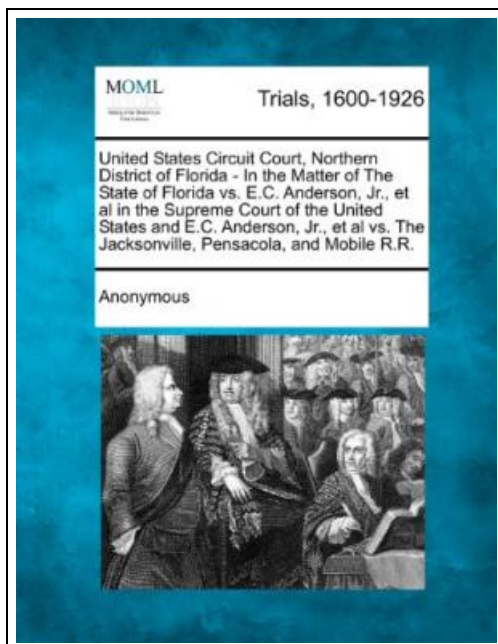 MOML
Trials, 1600-1926
United States Circuit Court, Northern
District of Florida - In the Matter of The
State of Florida vs. E.C. Anderson, Jr., et
al in the Supreme Court of the United
States and E.C. Anderson, Jr., et al vs. The
Jacksonville, Pensacola, and Mobile R.R.
Anonymous